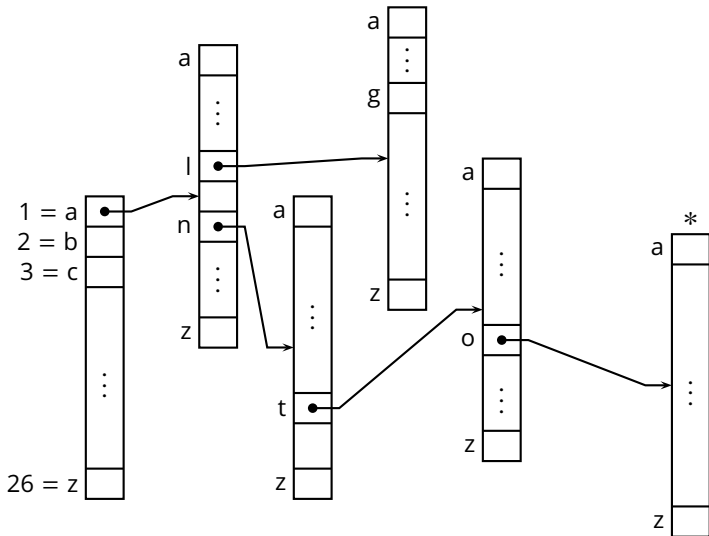 1 = a
2 = b
3 = c
⋮
26 = z
a
⋮
l
n
⋮
z
a
⋮
t
z
a
⋮
g
⋮
z
a
⋮
o
⋮
z
*
a
⋮
z